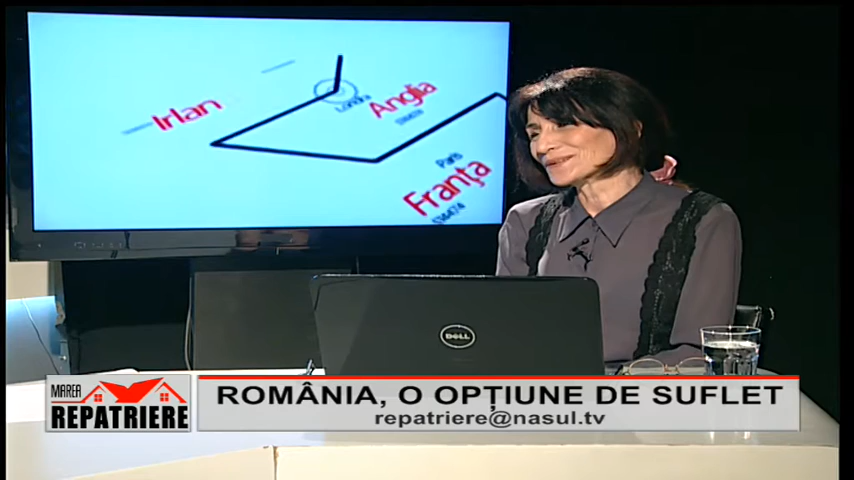 Irlan
Londra
Anglia
Paris
Franța
DELL
MAREA
REPATRIERE
ROMÂNIA, O OPȚIUNE DE SUFLET
repatriere@nasul.tv